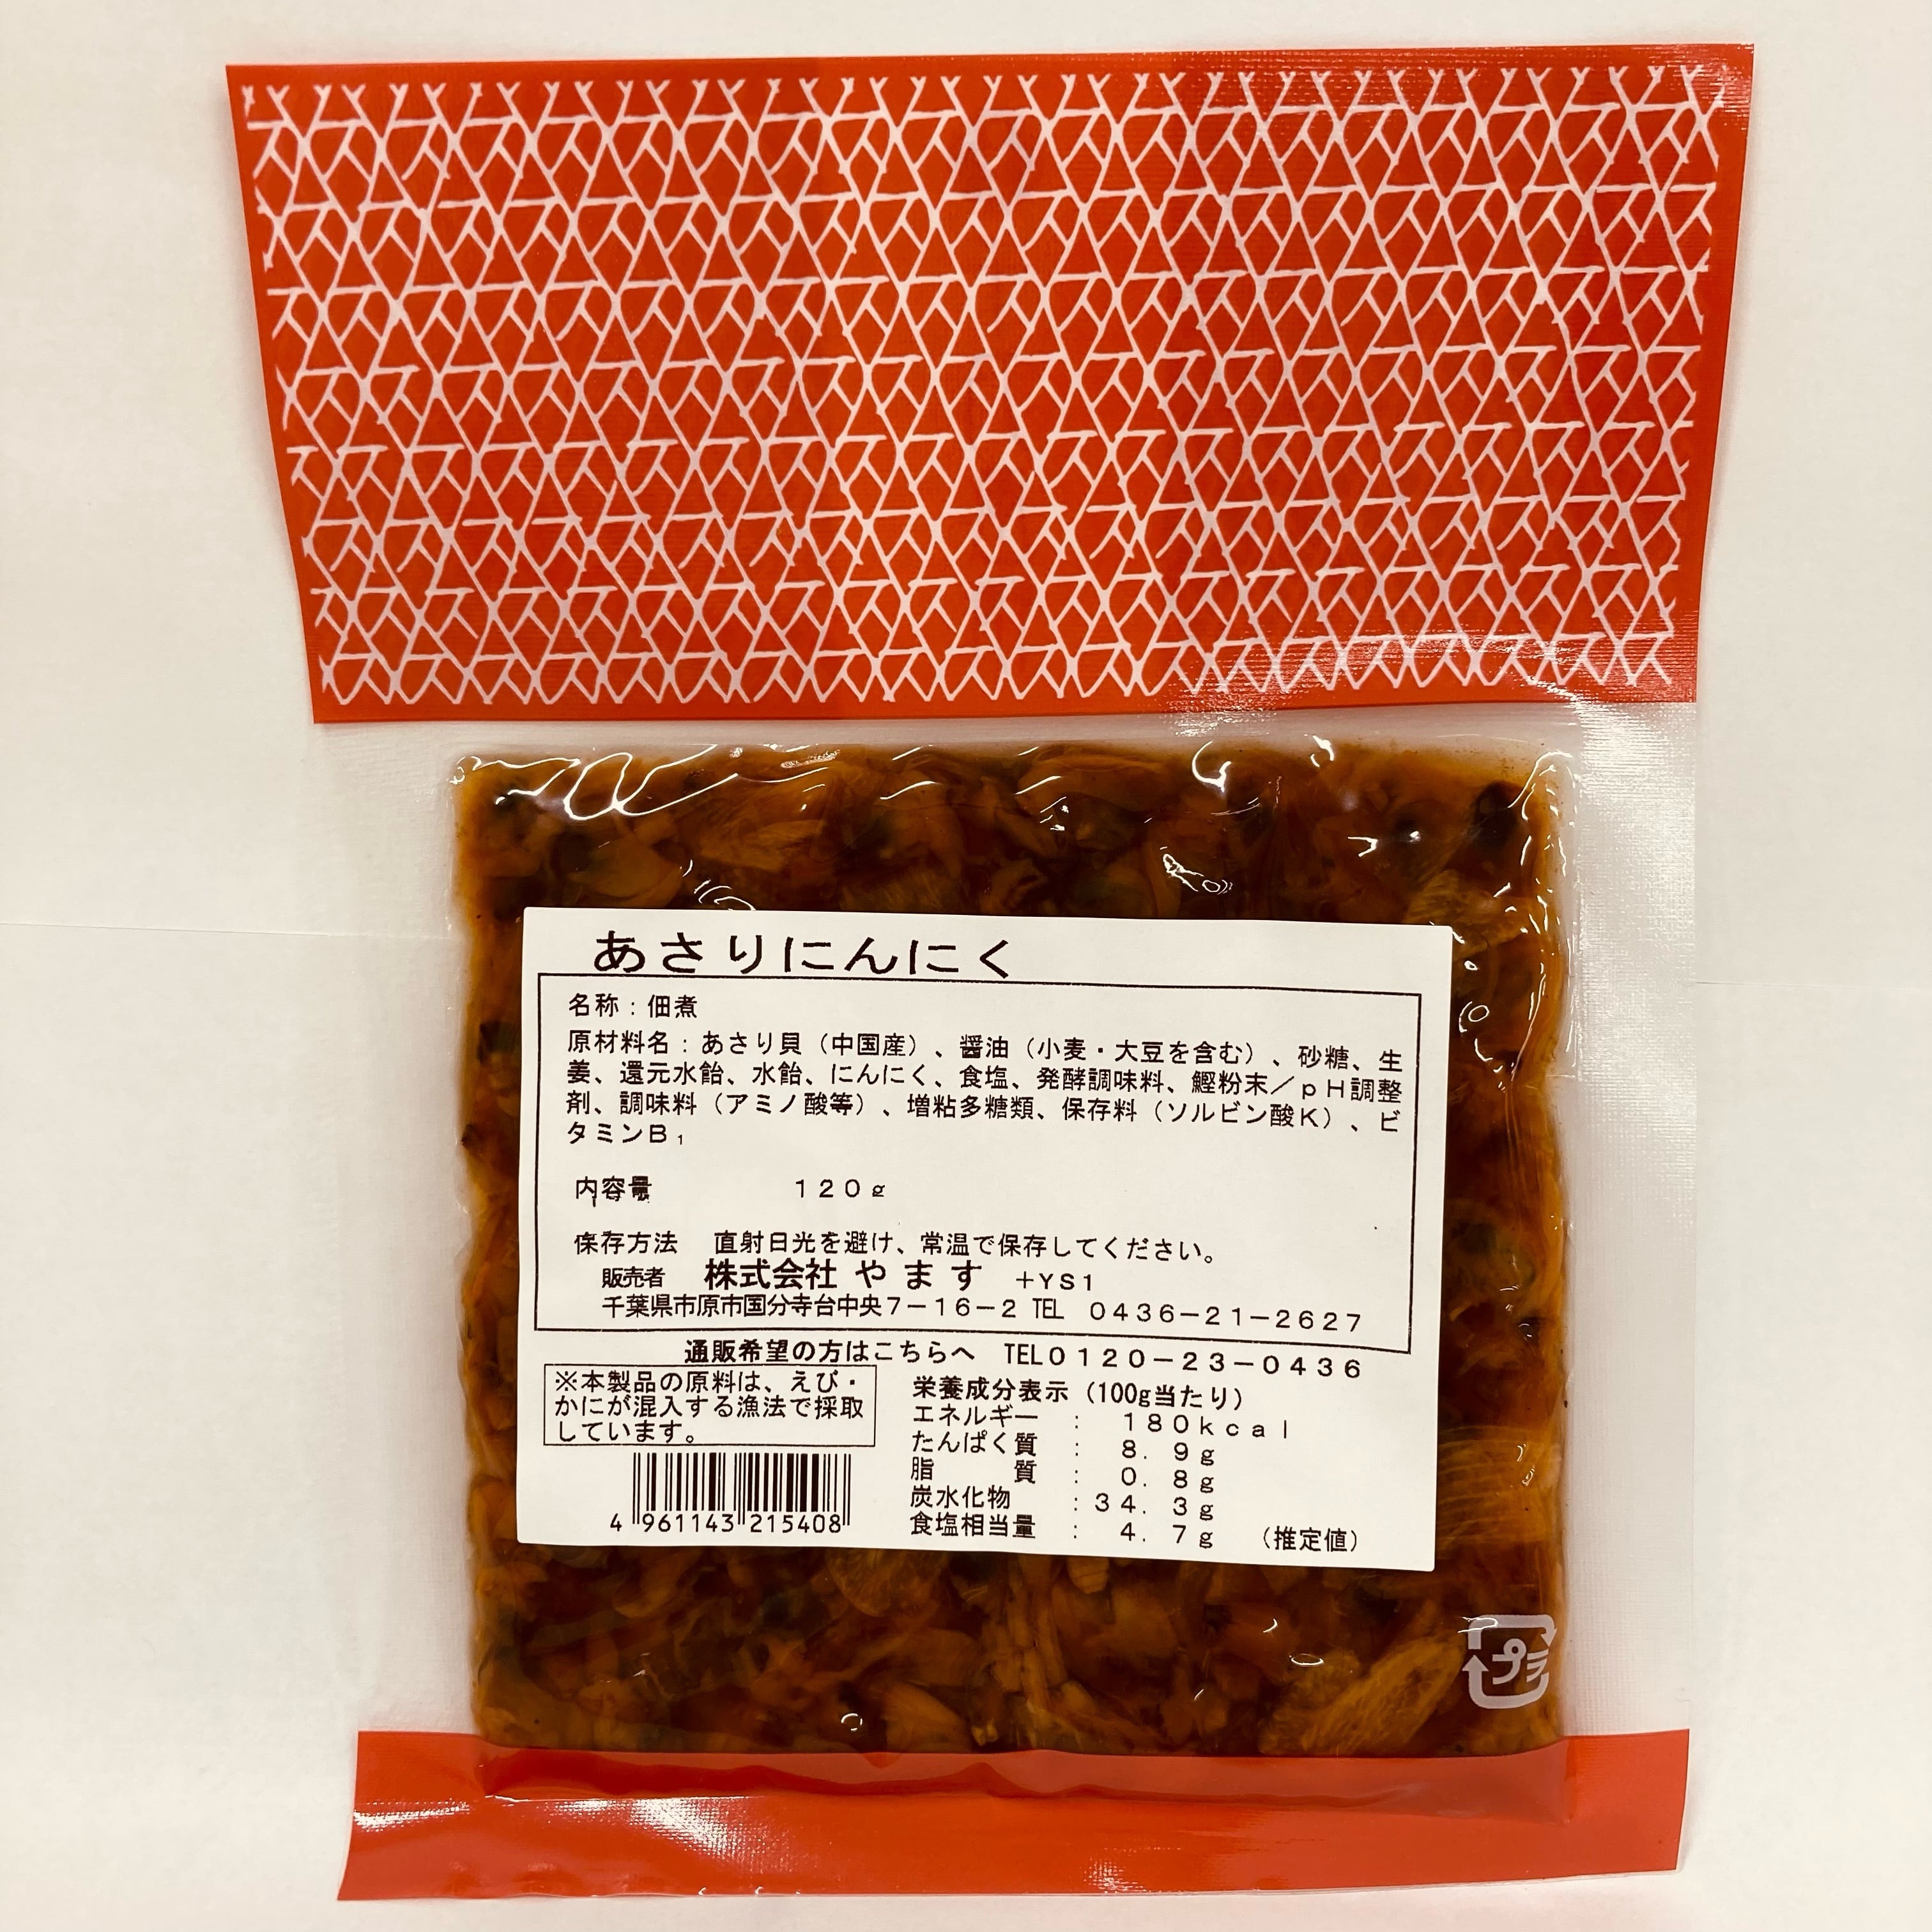 あさりにんにく
名称：佃煮
原材料名：あさり貝（中国産）、醤油（小麦・大豆を含む）、砂糖、生
姜、還元水飴、水飴、にんにく、食塩、発酵調味料、鰹粉末／ｐＨ調整
剤、調味料（アミノ酸等）、増粘多糖類、保存料（ソルビン酸Ｋ）、ビ
タミンＢ₁
内容量　１２０ｇ
保存方法　直射日光を避け、常温で保存してください。
販売者　株式会社 やます　＋YS1
千葉県市原市国分寺台中央７－１６－２ TEL　０４３６－２１－２６２７
通販希望の方はこちらへ　TEL０１２０－２３－０４３６
※本製品の原料は、えび・
かにが混入する漁法で採取
しています。
栄養成分表示（100g当たり）
エネルギー　：　１８０ｋｃａｌ
たんぱく質　：　８．９ｇ
脂　　　質　：　０．８ｇ
炭水化物　：３４．３ｇ
食塩相当量　：　４．７ｇ　（推定値）
4 961143 215408
プラ